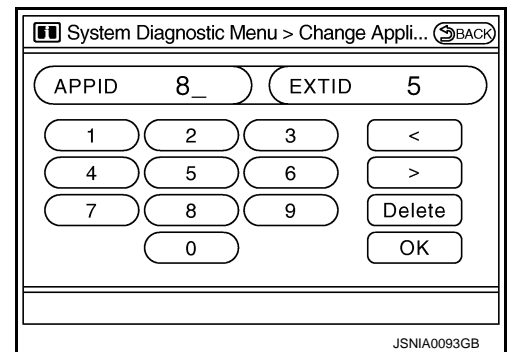 System Diagnostic Menu > Change Appli... BACK
APPID 8_ EXTID 5
1 2 3 <
4 5 6 >
7 8 9 Delete
0 OK
JSNIA0093GB